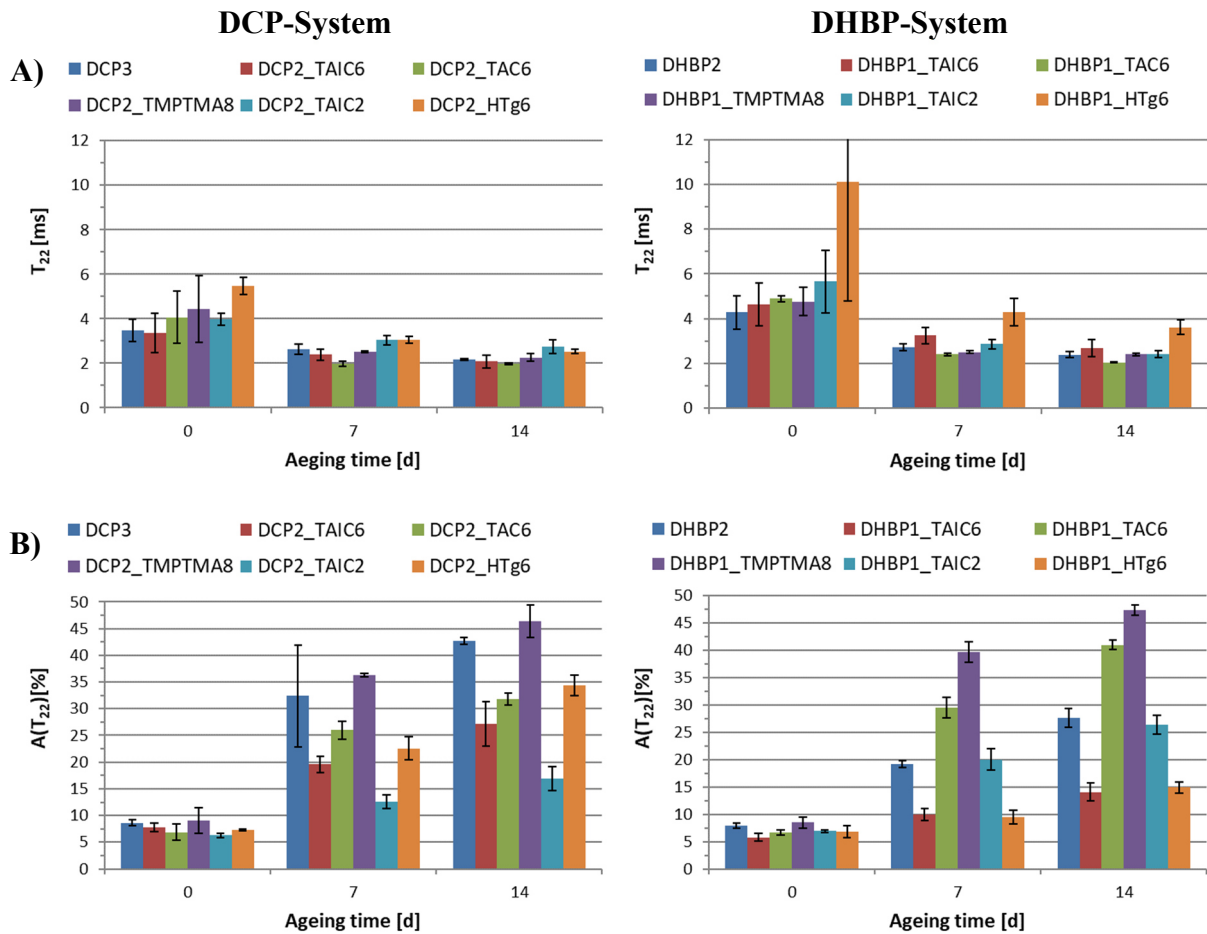 DCP-System
DHBP-System
A)
DCP3 DCP2_TAIC6 DCP2_TAC6
DCP2_TMPTMA8 DCP2_TAIC2 DCP2_HTg6
T22 [ms]
12
10
8
6
4
2
0
0 7 14
Aeging time [d]
DHBP2 DHBP1_TAIC6 DHBP1_TAC6
DHBP1_TMPTMA8 DHBP1_TAIC2 DHBP1_HTg6
T22 [ms]
12
10
8
6
4
2
0
0 7 14
Ageing time [d]
B)
DCP3 DCP2_TAIC6 DCP2_TAC6
DCP2_TMPTMA8 DCP2_TAIC2 DCP2_HTg6
A(T22)[%]
50
45
40
35
30
25
20
15
10
5
0
0 7 14
Ageing time [d]
DHBP2 DHBP1_TAIC6 DHBP1_TAC6
DHBP1_TMPTMA8 DHBP1_TAIC2 DHBP1_HTg6
A(T22)[%]
50
45
40
35
30
25
20
15
10
5
0
0 7 14
Ageing time [d]